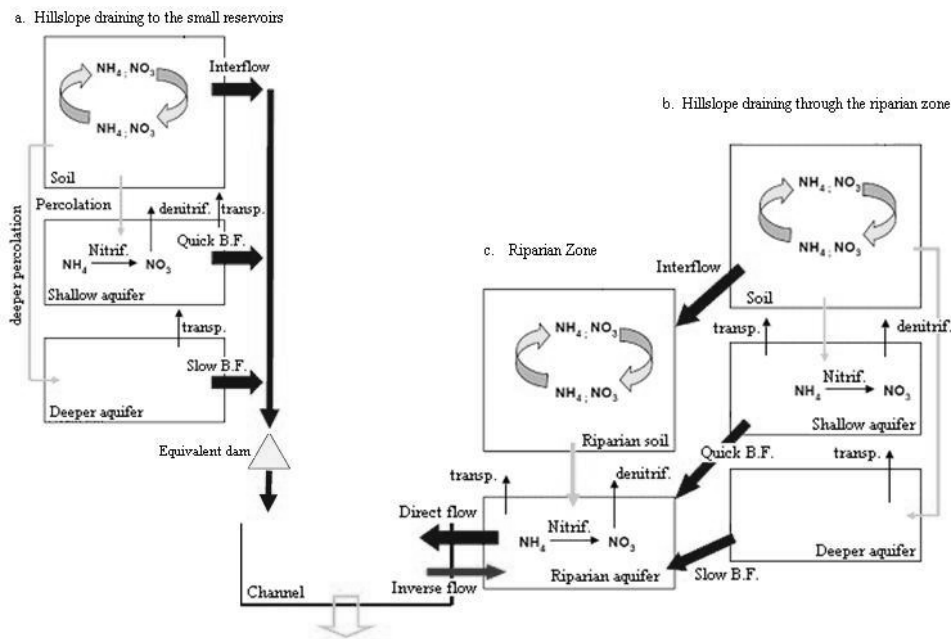 a. Hillslope draining to the small reservoirs
NH₄ ; NO₃
NH₄ ; NO₃
Soil
Interflow
Percolation
denitrif.
transp.
deeper percolation
Nitrif.
NH₄
NO₃
Quick B.F.
Shallow aquifer
transp.
Slow B.F.
Deeper aquifer
Equivalent dam
Channel
b. Hillslope draining through the riparian zone
NH₄ ; NO₃
NH₄ ; NO₃
Soil
Interflow
transp.
denitrif.
Nitrif.
NH₄
NO₃
Shallow aquifer
Quick B.F.
transp.
Deeper aquifer
Slow B.F.
c. Riparian Zone
NH₄ ; NO₃
NH₄ ; NO₃
Riparian soil
transp.
denitrif.
Direct flow
Nitrif.
NH₄
NO₃
Riparian aquifer
Inverse flow